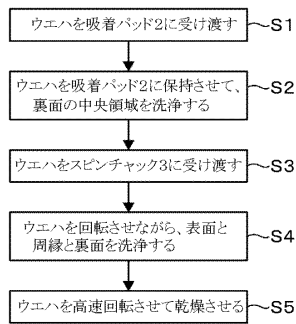 ウエハを吸着パッド2に受け渡す
S1
ウエハを吸着パッド2に保持させて、
裏面の中央領域を洗浄する
S2
ウエハをスピンチャック3に受け渡す
S3
ウエハを回転させながら、表面と
周縁と裏面を洗浄する
S4
ウエハを高速回転させて乾燥させる
S5